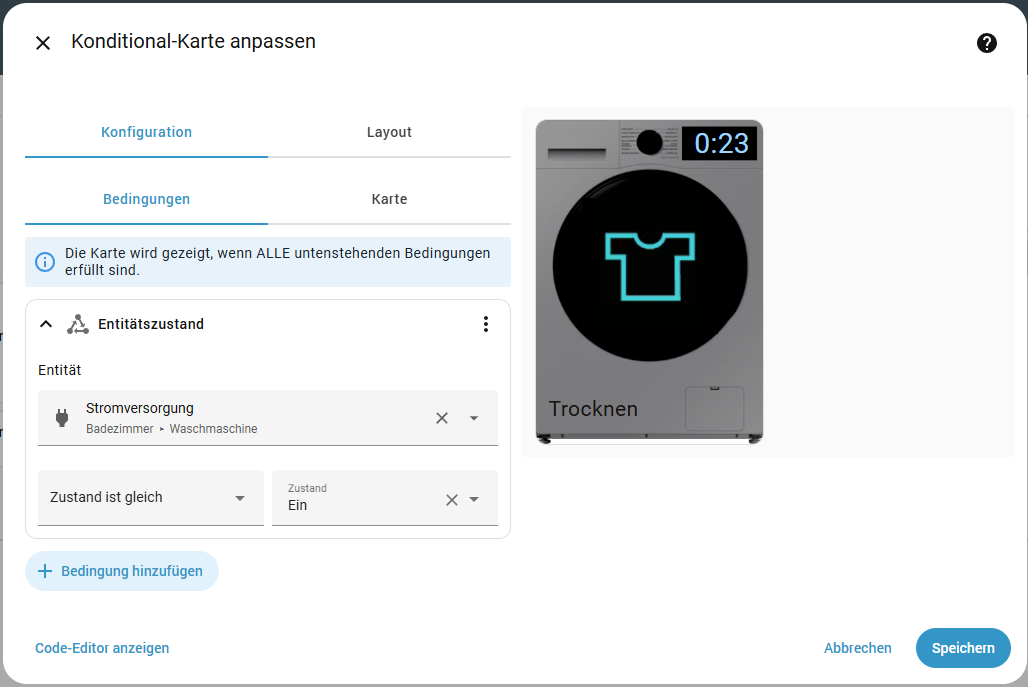 Konditional-Karte anpassen
Konfiguration
Layout
Bedingungen
Karte
Die Karte wird gezeigt, wenn ALLE untenstehenden Bedingungen
erfüllt sind.
Entitätszustand
Entität
Stromversorgung
Badezimmer ▸ Waschmaschine
Zustand ist gleich
Zustand
Ein
Bedingung hinzufügen
0:23
Trocknen
Code-Editor anzeigen
Abbrechen
Speichern